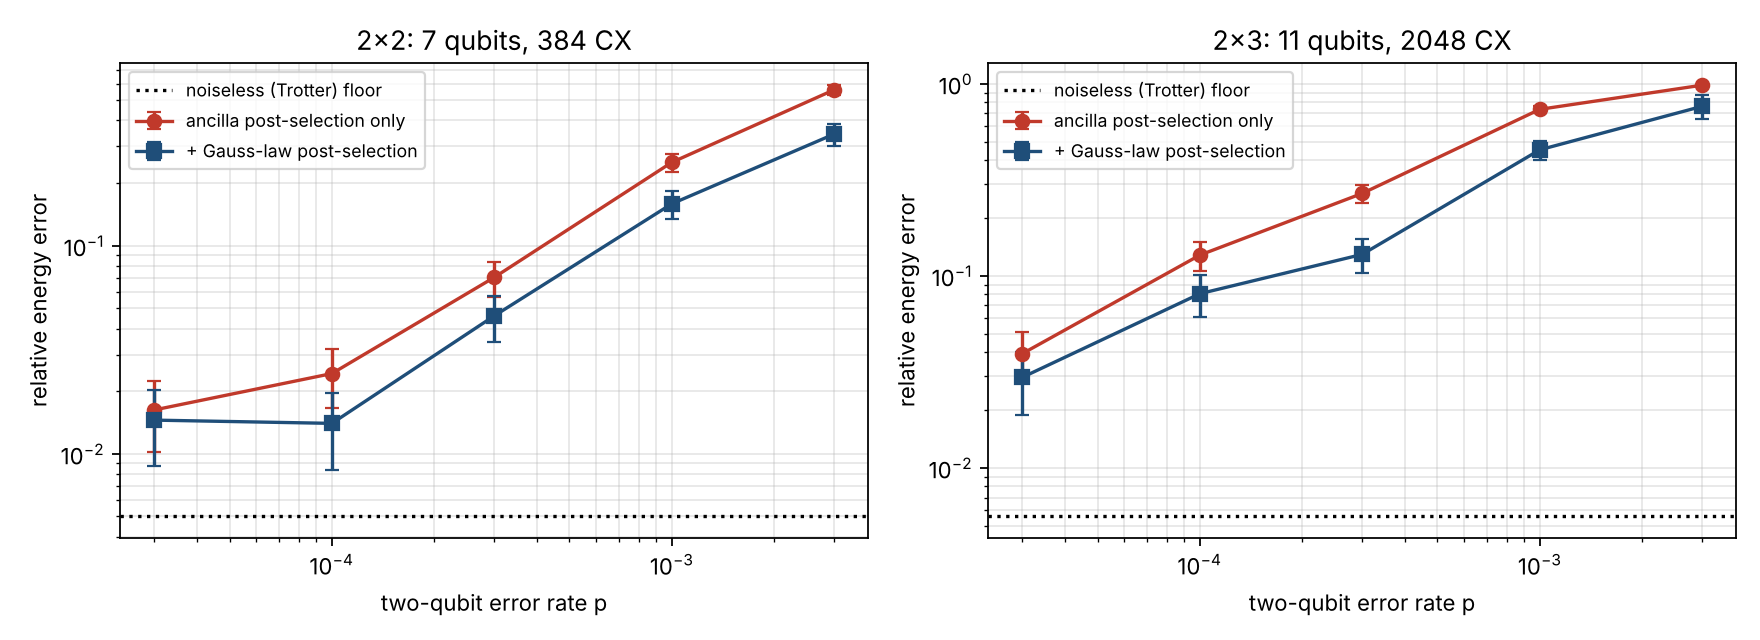 2×2: 7 qubits, 384 CX
noiseless (Trotter) floor
ancilla post-selection only
+ Gauss-law post-selection
relative energy error
10⁻¹
10⁻²
10⁻⁴
10⁻³
two-qubit error rate p
2×3: 11 qubits, 2048 CX
noiseless (Trotter) floor
ancilla post-selection only
+ Gauss-law post-selection
relative energy error
10⁰
10⁻¹
10⁻²
10⁻⁴
10⁻³
two-qubit error rate p